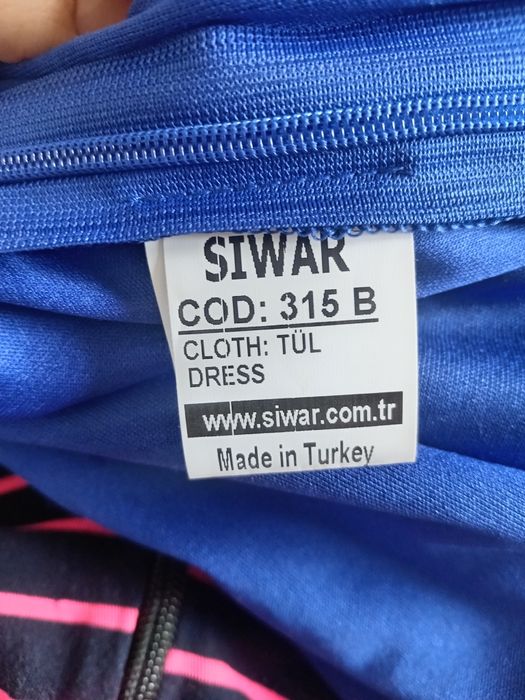 SIWAR
COD: 315 B
CLOTH: TÜL
DRESS
www.siwar.com.tr
Made in Turkey